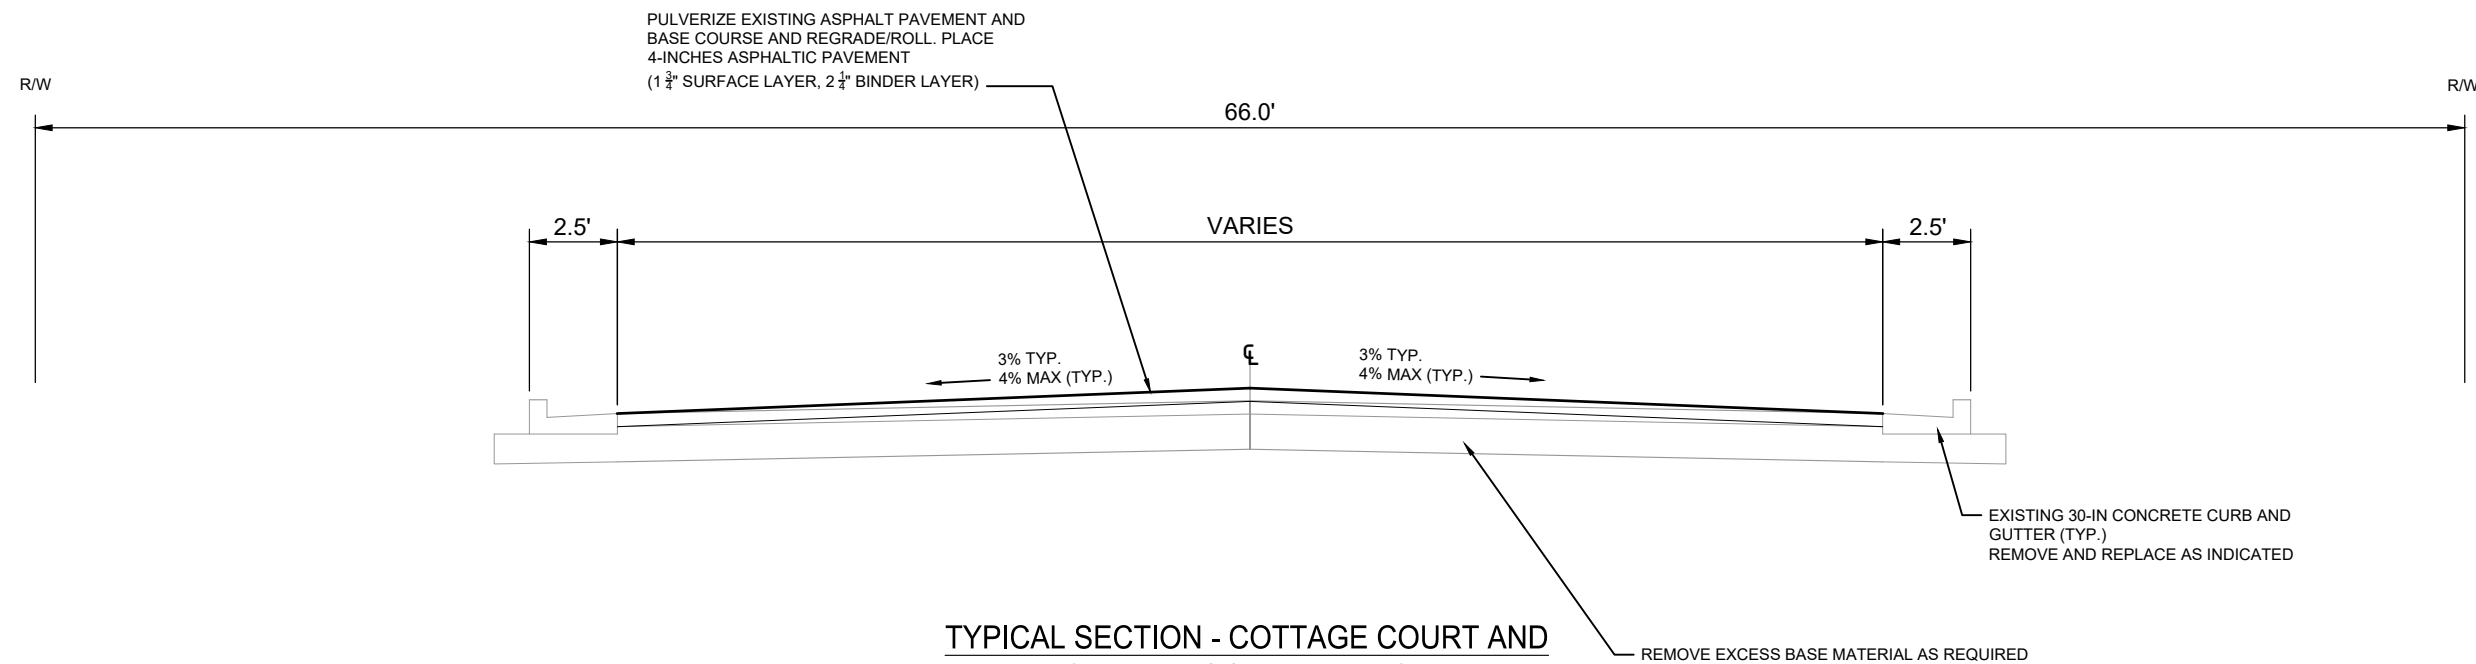 PULVERIZE EXISTING ASPHALT PAVEMENT AND
BASE COURSE AND REGRADE/ROLL. PLACE
4-INCHES ASPHALTIC PAVEMENT
(1 3/4" SURFACE LAYER, 2 1/4" BINDER LAYER)
R/W
R/W
66.0'
2.5'
VARIES
2.5'
3% TYP.
4% MAX (TYP.)
℄
3% TYP.
4% MAX (TYP.)
EXISTING 30-IN CONCRETE CURB AND
GUTTER (TYP.)
REMOVE AND REPLACE AS INDICATED
TYPICAL SECTION - COTTAGE COURT AND
REMOVE EXCESS BASE MATERIAL AS REQUIRED